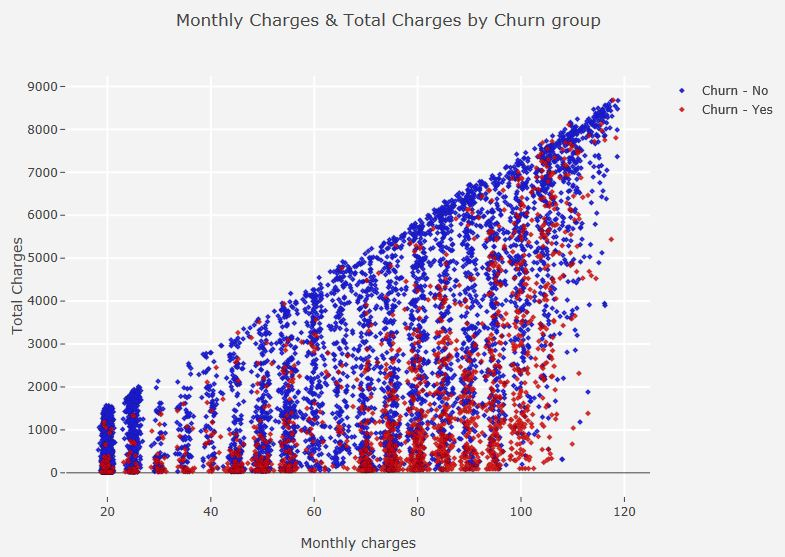 Monthly Charges & Total Charges by Churn group
Churn - No
Churn - Yes
9000
8000
7000
6000
5000
4000
3000
2000
1000
0
Total Charges
20 40 60 80 100 120
Monthly charges